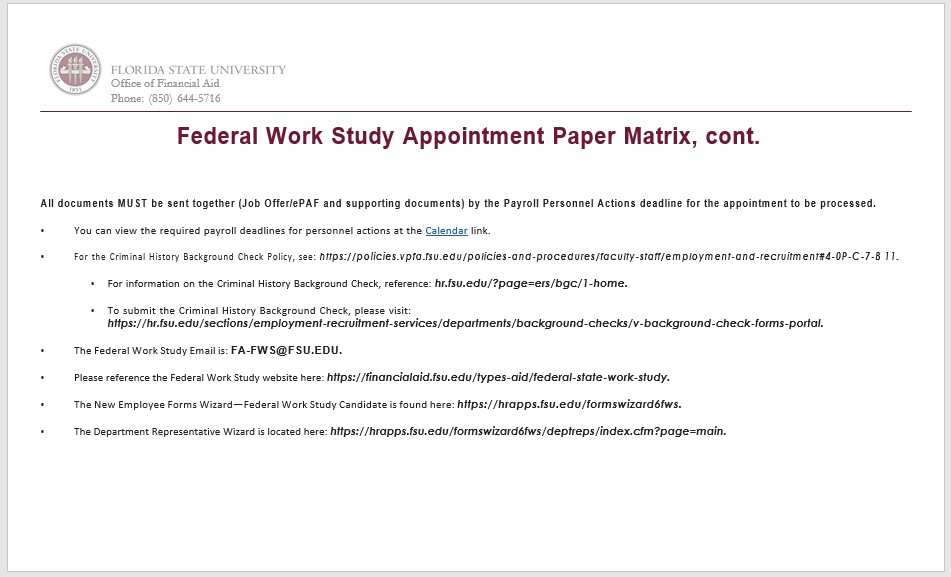 FLORIDA STATE UNIVERSITY
Office of Financial Aid
Phone: (850) 644-5716
Federal Work Study Appointment Paper Matrix, cont.
All documents MUST be sent together (Job Offer/ePAF and supporting documents) by the Payroll Personnel Actions deadline for the appointment to be processed.
• You can view the required payroll deadlines for personnel actions at the Calendar link.
• For the Criminal History Background Check Policy, see: https://policies.vpfa.fsu.edu/policies-and-procedures/faculty-staff/employment-and-recruitment#4-OP-C-7-B 11.
• For information on the Criminal History Background Check, reference: hr.fsu.edu/?page=ers/bgc/1-home.
• To submit the Criminal History Background Check, please visit:
https://hr.fsu.edu/sections/employment-recruitment-services/departments/background-checks/v-background-check-forms-portal.
• The Federal Work Study Email is: FA-FWS@FSU.EDU.
• Please reference the Federal Work Study website here: https://financialaid.fsu.edu/types-aid/federal-state-work-study.
• The New Employee Forms Wizard—Federal Work Study Candidate is found here: https://hrapps.fsu.edu/formswizard6fws.
• The Department Representative Wizard is located here: https://hrapps.fsu.edu/formswizard6fws/deptreps/index.cfm?page=main.